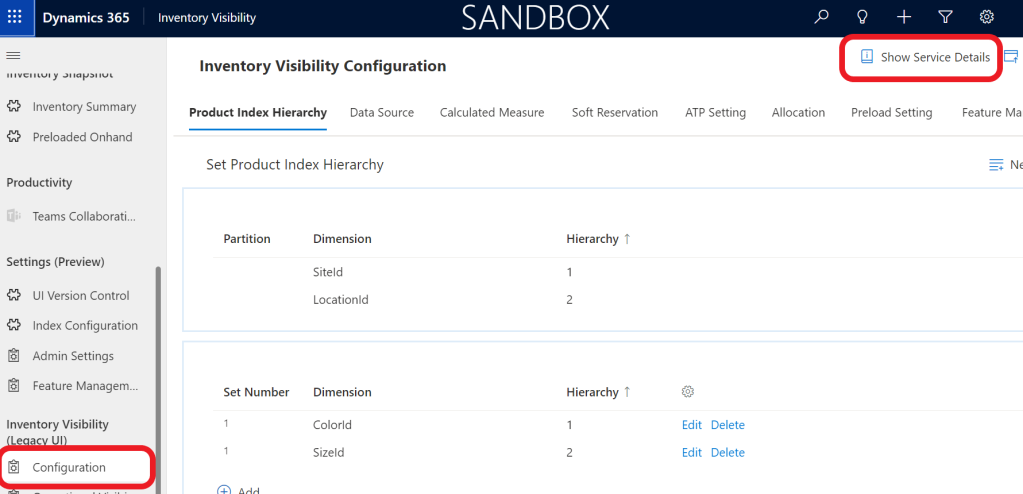 Dynamics 365
Inventory Visibility
SANDBOX
Inventory Snapshot
Inventory Summary
Preloaded Onhand
Productivity
Teams Collaborati...
Settings (Preview)
UI Version Control
Index Configuration
Admin Settings
Feature Managem...
Inventory Visibility
(Legacy UI)
Configuration
Show Service Details
Inventory Visibility Configuration
Product Index Hierarchy Data Source Calculated Measure Soft Reservation ATP Setting Allocation Preload Setting Feature Ma
Set Product Index Hierarchy
Ne
Partition Dimension Hierarchy ↑
SiteId 1
LocationId 2
Set Number Dimension Hierarchy ↑
1 ColorId 1 Edit Delete
1 SizeId 2 Edit Delete
Add